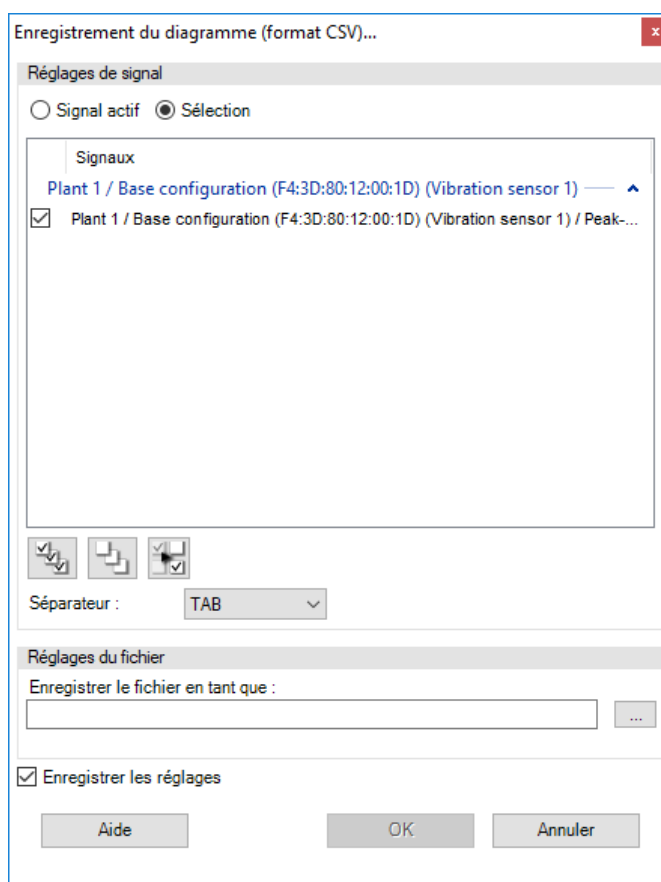 Enregistrement du diagramme (format CSV)...
x
Réglages de signal
Signal actif Sélection
Signaux
Plant 1 / Base configuration (F4:3D:80:12:00:1D) (Vibration sensor 1)
Plant 1 / Base configuration (F4:3D:80:12:00:1D) (Vibration sensor 1) / Peak-...
Séparateur : TAB
Réglages du fichier
Enregistrer le fichier en tant que :
...
Enregistrer les réglages
Aide OK Annuler